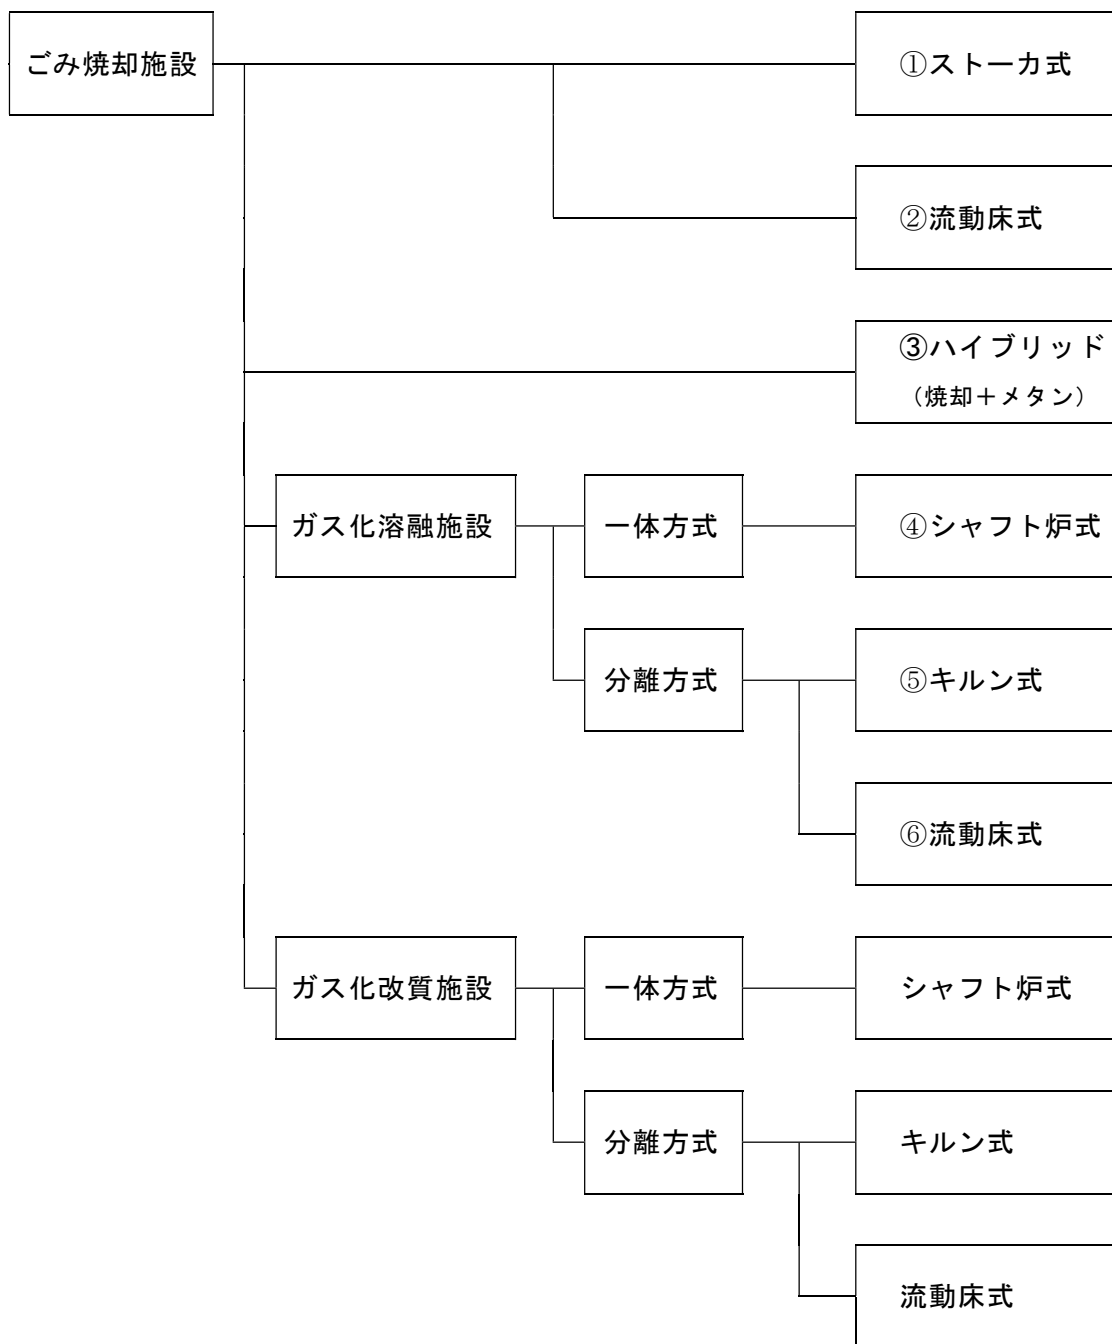 ごみ焼却施設
①ストーカ式
②流動床式
③ハイブリッド
（焼却＋メタン）
ガス化溶融施設
一体方式
④シャフト炉式
分離方式
⑤キルン式
⑥流動床式
ガス化改質施設
一体方式
シャフト炉式
分離方式
キルン式
流動床式